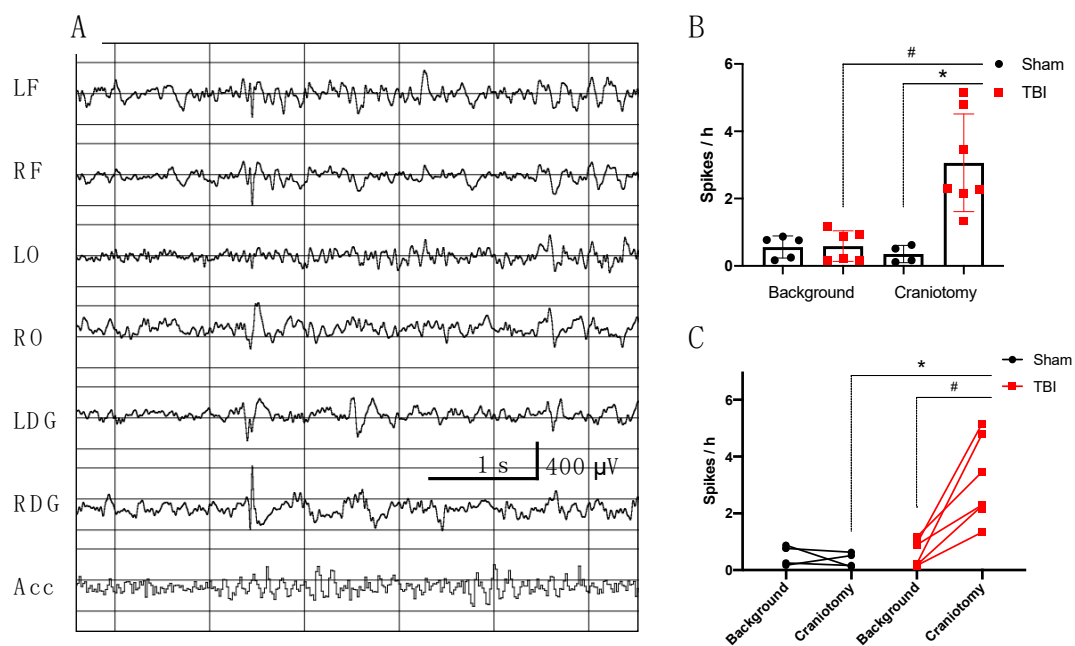 A
LF
RF
LO
RO
LDG
RDG
Acc
1 s
400 µV
B
#
*
Sham
TBI
Spikes / h
6
4
2
0
Background
Craniotomy
C
*
#
Sham
TBI
Spikes / h
6
4
2
0
Background
Craniotomy
Background
Craniotomy